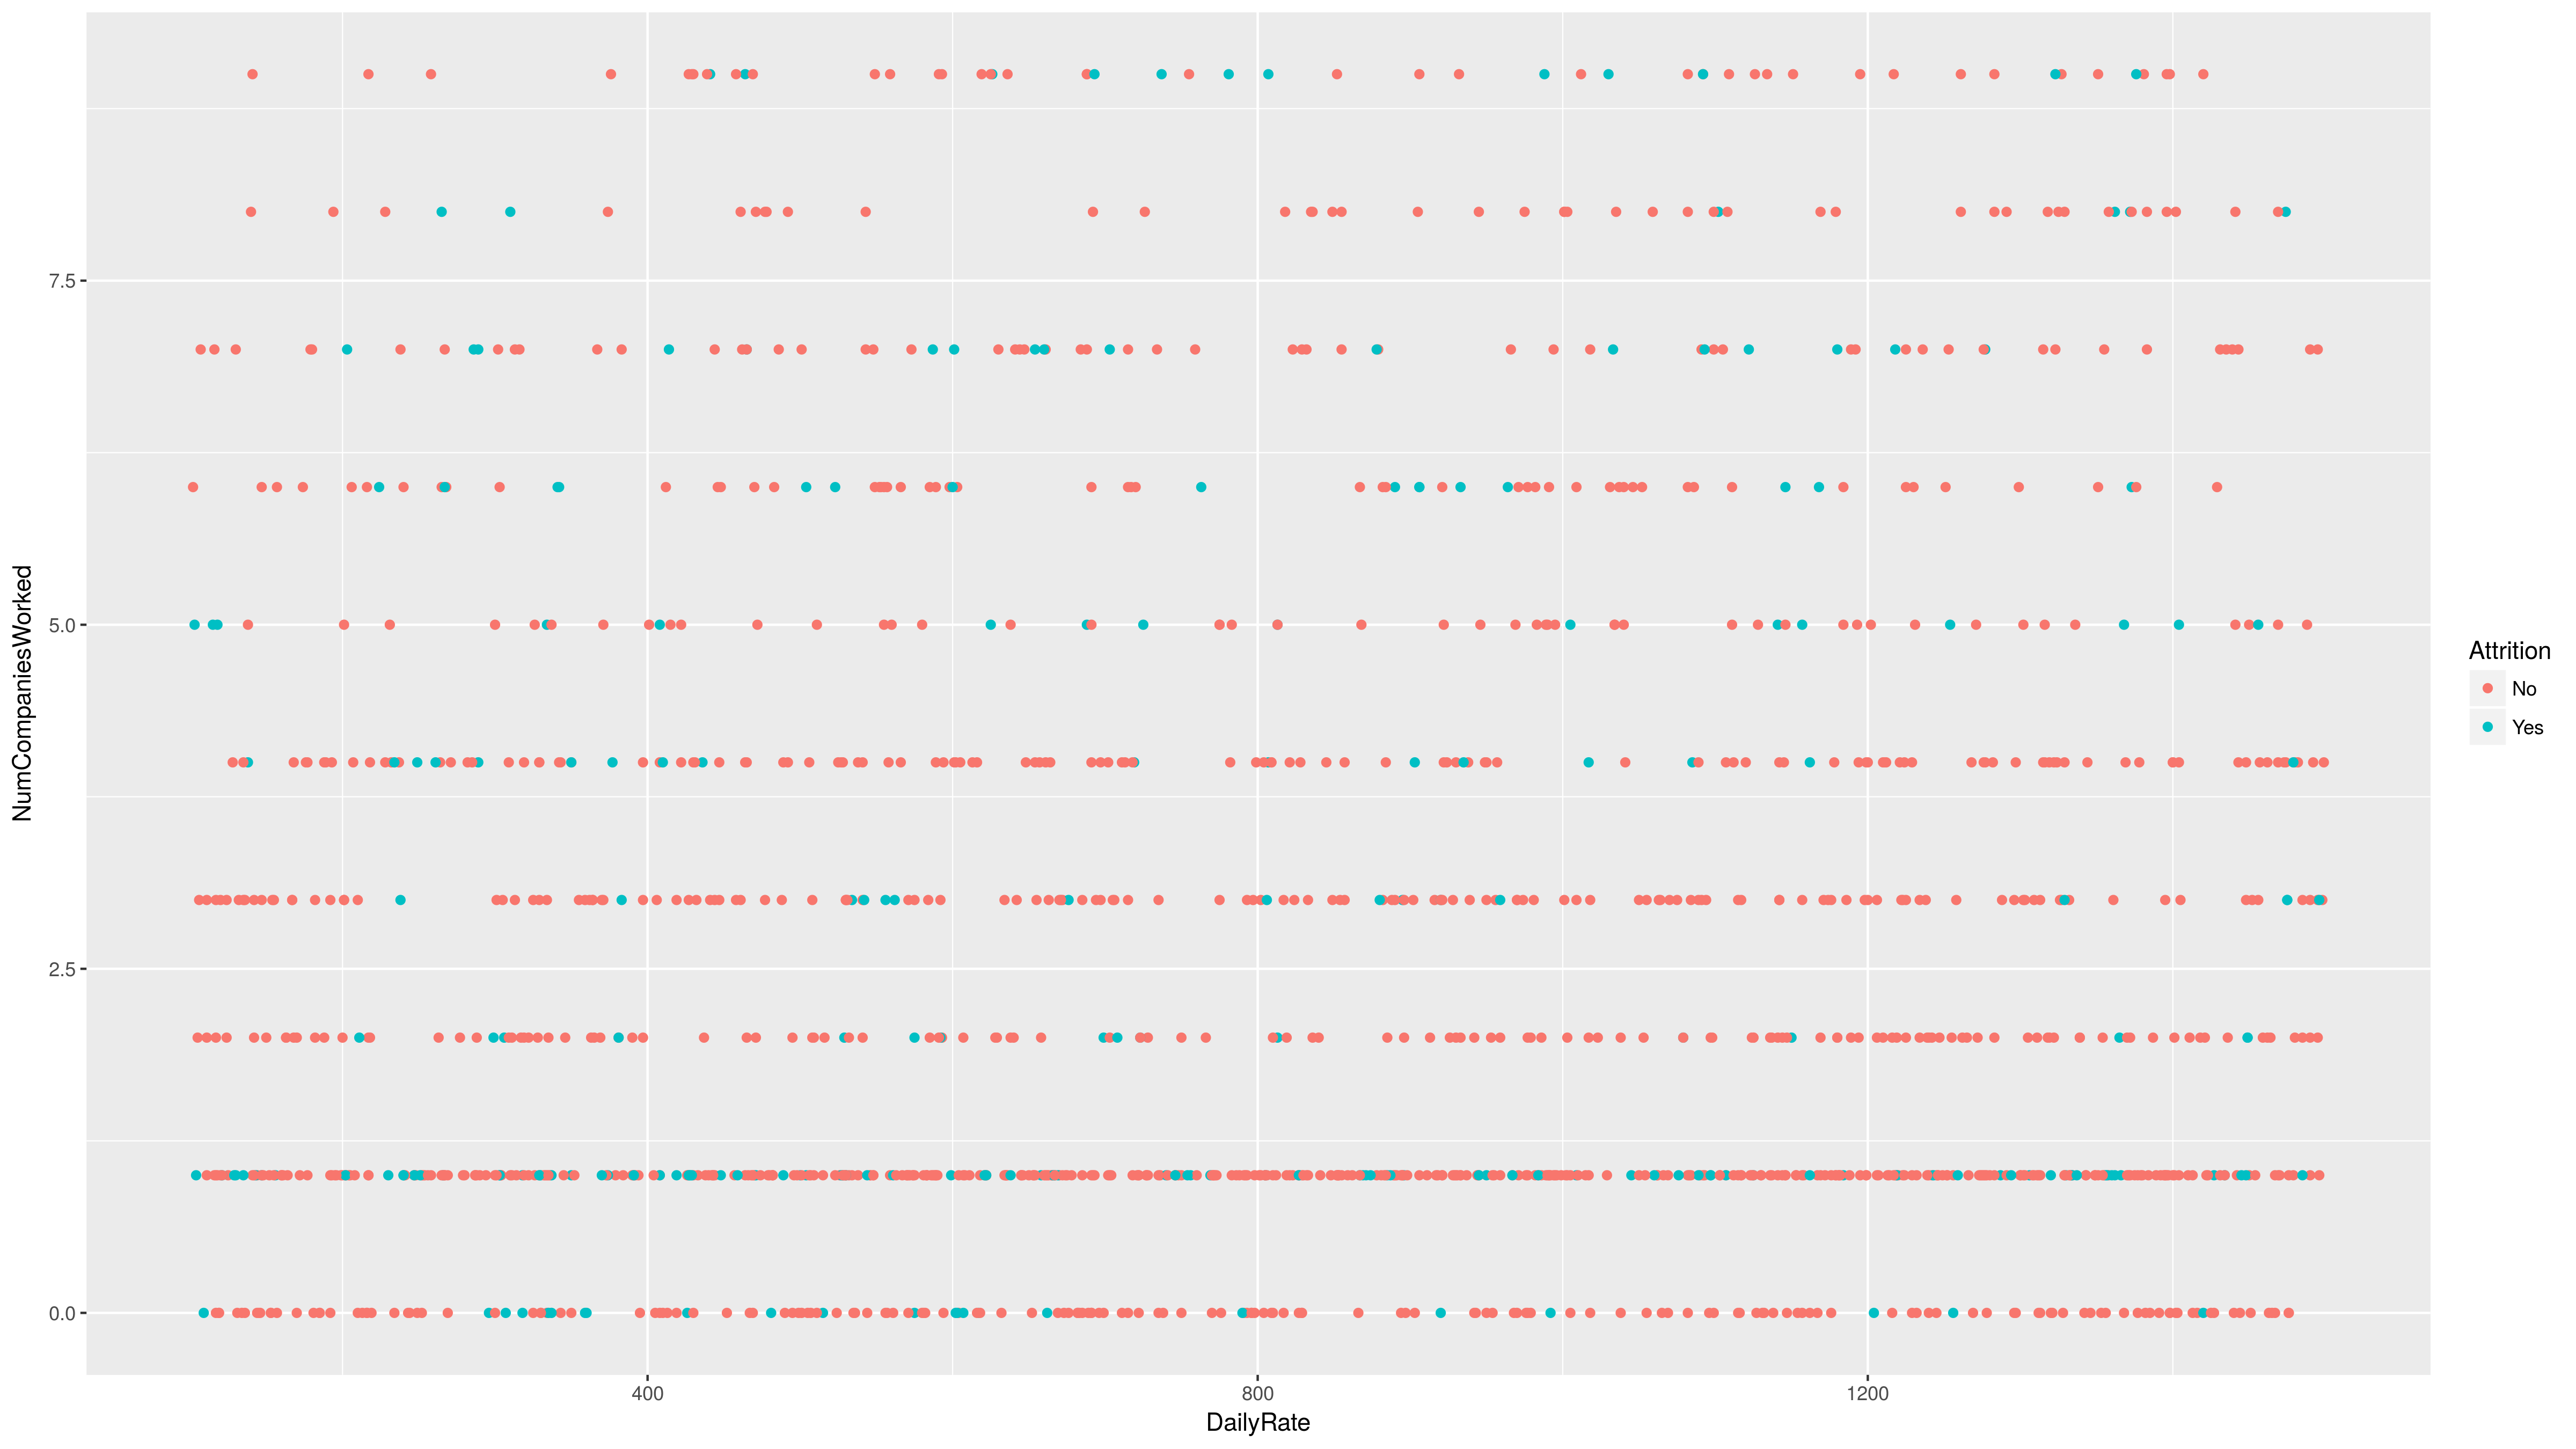 7.5
5.0
2.5
0.0
NumCompaniesWorked
400
800
1200
DailyRate
Attrition
No
Yes